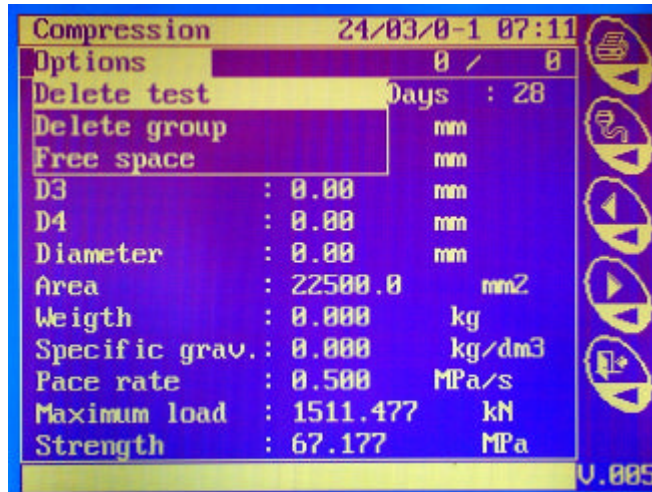 Compression 24/03/0-1 07:11
Options 0 / 0
Delete test Days : 28
Delete group mm
Free space mm
D3 : 0.00 mm
D4 : 0.00 mm
Diameter : 0.00 mm
Area : 22500.0 mm2
Weigth : 0.000 kg
Specific grav.: 0.000 kg/dm3
Pace rate : 0.500 MPa/s
Maximum load : 1511.477 kN
Strength : 67.177 MPa
V.005